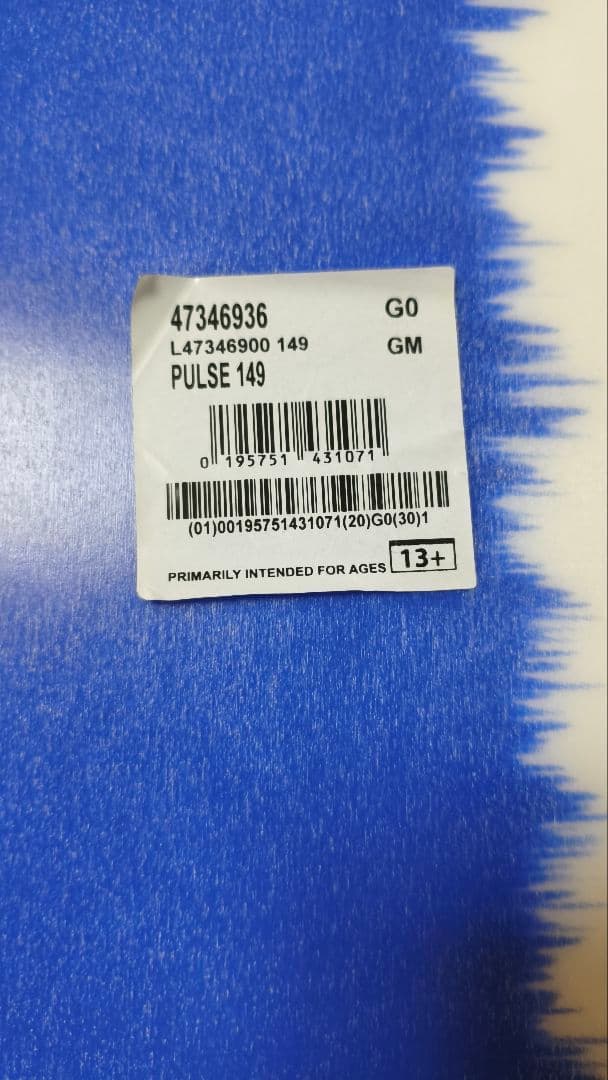 47346936 G0
L47346900 149 GM
PULSE 149
0 195751 431071
(01)00195751431071(20)G0(30)1
PRIMARILY INTENDED FOR AGES 13+